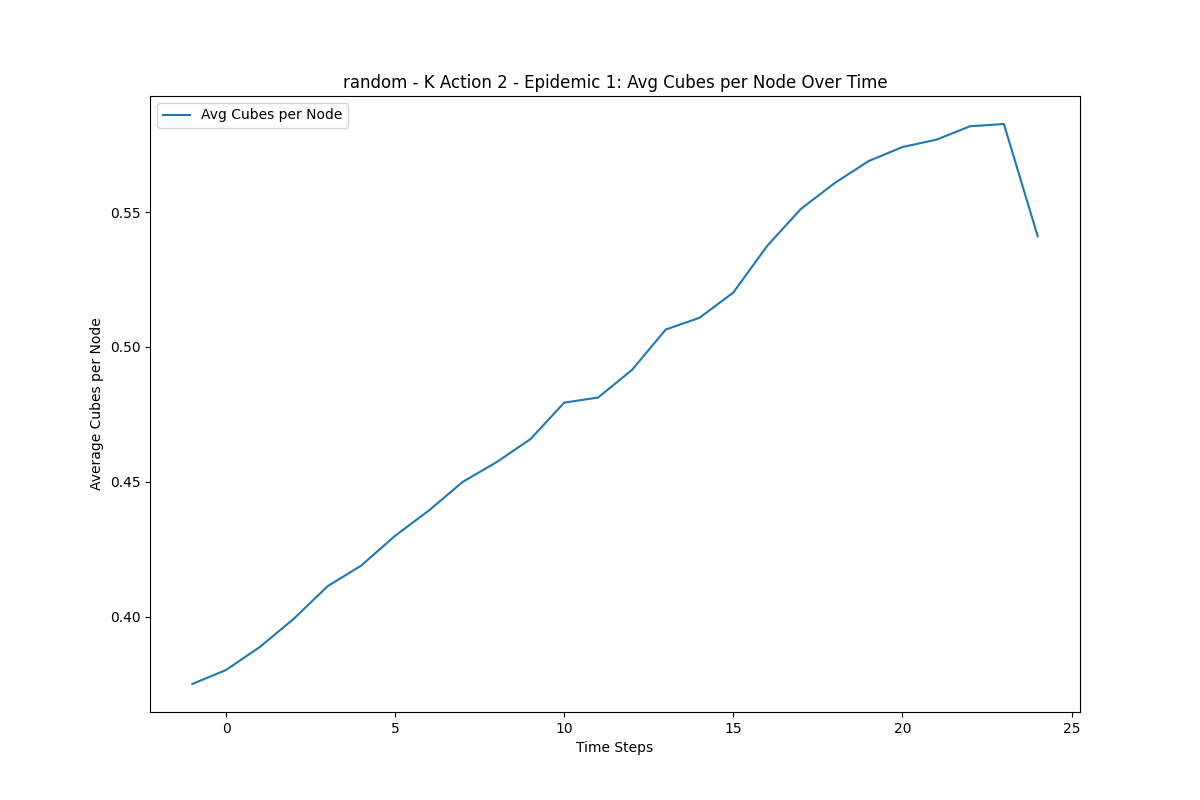 random - K Action 2 - Epidemic 1: Avg Cubes per Node Over Time
Avg Cubes per Node
0.55
0.50
0.45
0.40
Average Cubes per Node
0 5 10 15 20 25
Time Steps